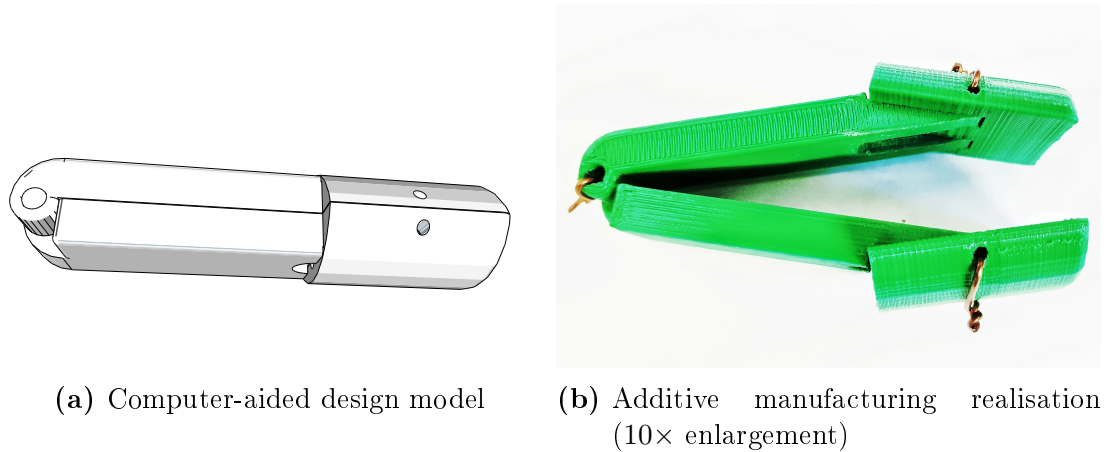 (a) Computer-aided design model
(b) Additive manufacturing realisation
(10× enlargement)